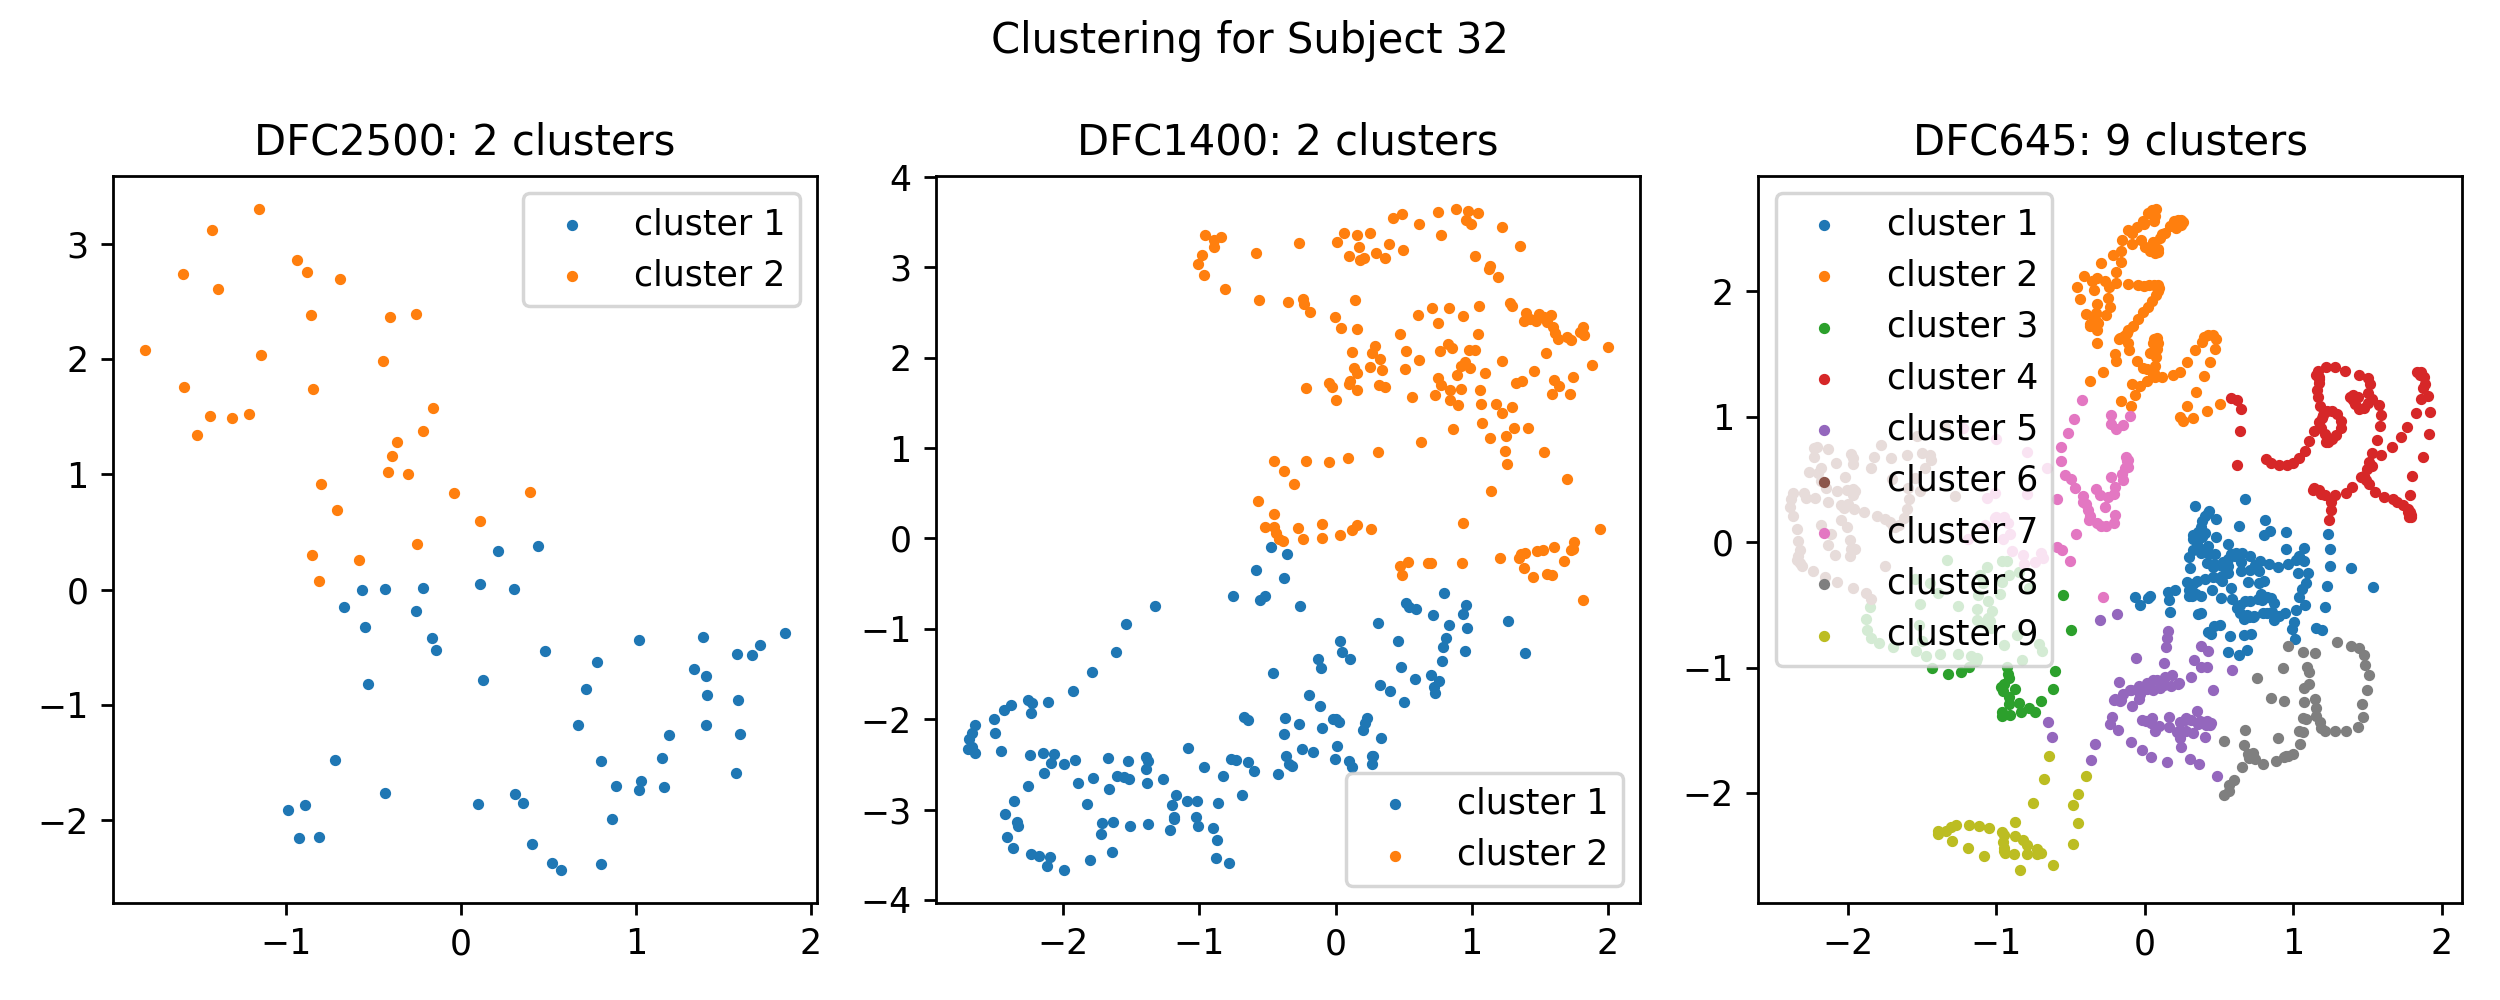 Clustering for Subject 32
DFC2500: 2 clusters
3
2
1
0
−1
−2
−1
0
1
2
cluster 1
cluster 2
DFC1400: 2 clusters
4
3
2
1
0
−1
−2
−3
−4
−2
−1
0
1
2
cluster 1
cluster 2
DFC645: 9 clusters
2
1
0
−1
−2
−2
−1
0
1
2
cluster 1
cluster 2
cluster 3
cluster 4
cluster 5
cluster 6
cluster 7
cluster 8
cluster 9